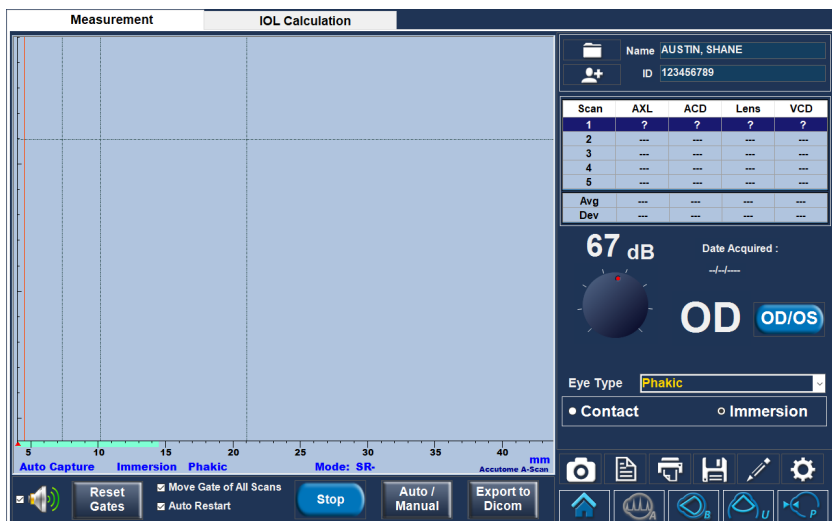 Measurement
IOL Calculation
Name AUSTIN, SHANE
ID 123456789
Scan AXL ACD Lens VCD
1 ? ? ? ?
2 --- --- --- ---
3 --- --- --- ---
4 --- --- --- ---
5 --- --- --- ---
Avg --- --- --- ---
Dev --- --- --- ---
67 dB
Date Acquired :
--/--/----
OD
OD/OS
Eye Type Phakic
Contact Immersion
5 10 15 20 25 30 35 40 mm
Auto Capture Immersion Phakic Mode: SR- Accutome A-Scan
Reset Gates
Move Gate of All Scans
Auto Restart
Stop
Auto / Manual
Export to Dicom
A
B
U
P